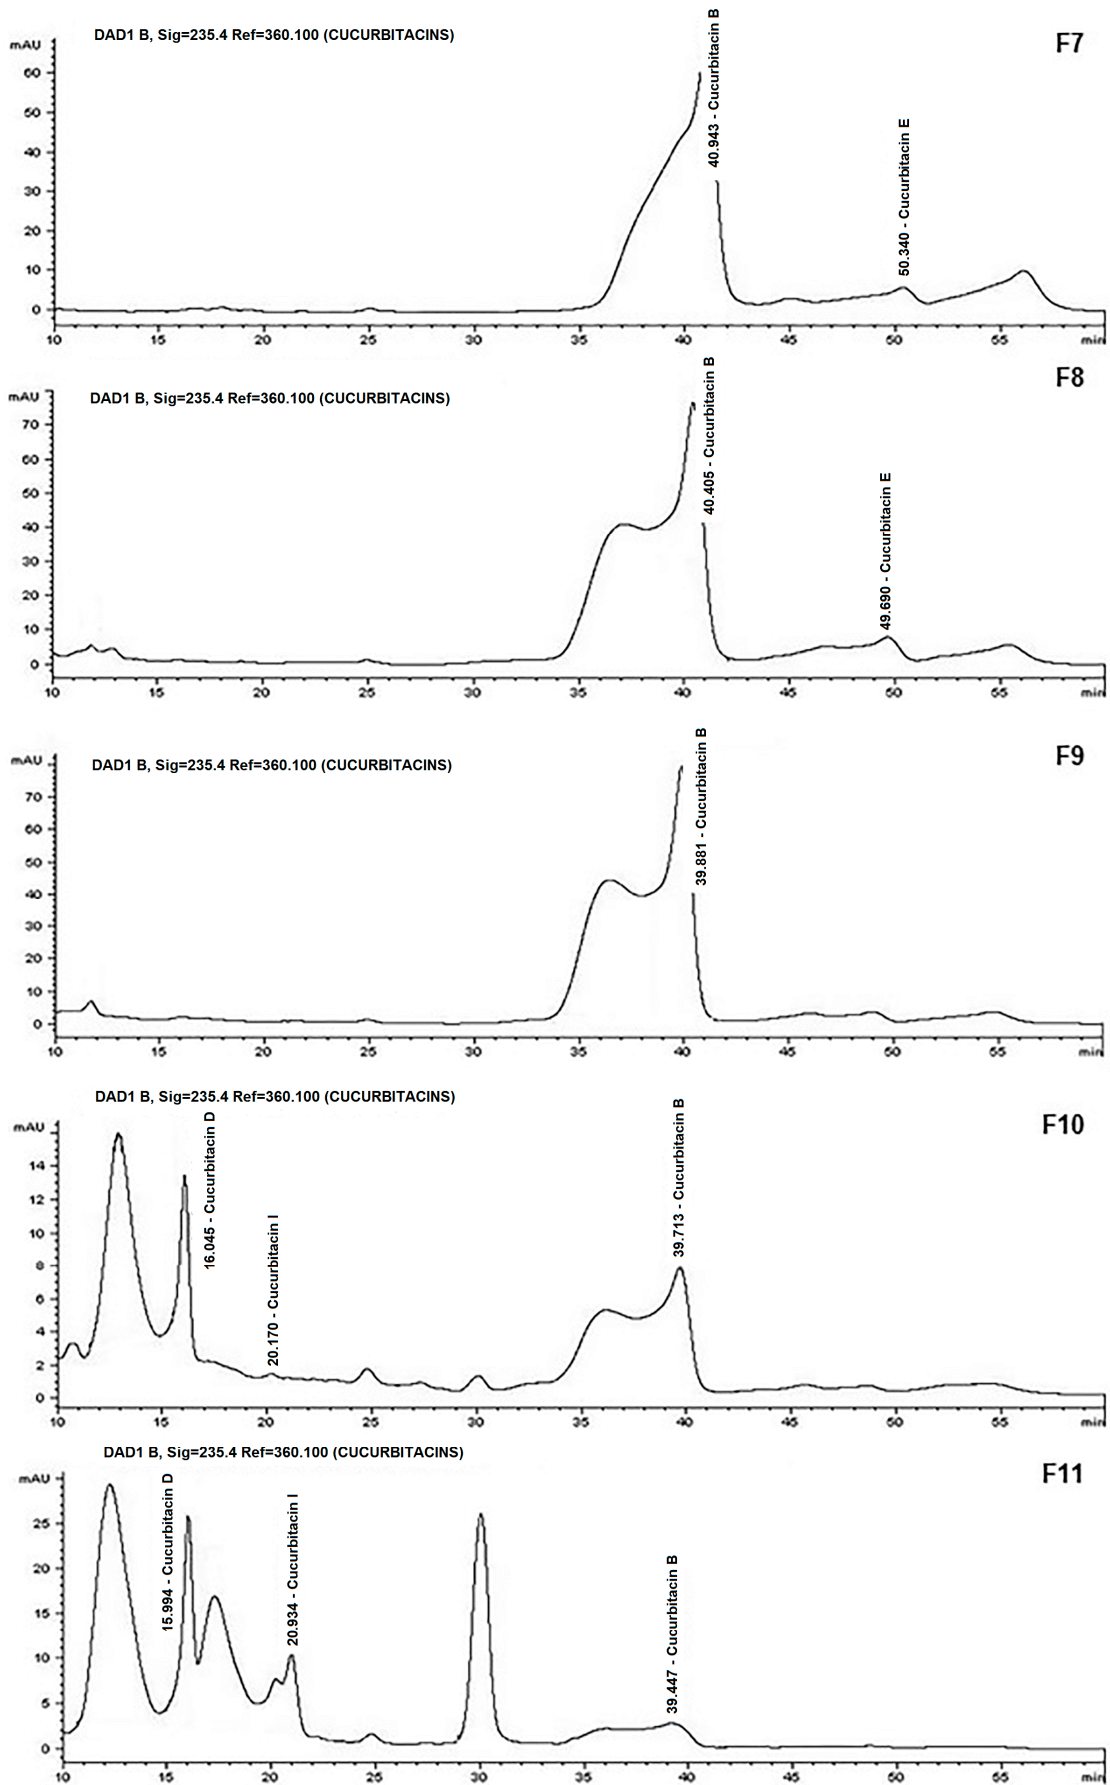 DAD1 B, Sig=235.4 Ref=360.100 (CUCURBITACINS)
F7
mAU
60
50
40
30
20
10
0
40.943 - Cucurbitacin B
50.340 - Cucurbitacin E
10 15 20 25 30 35 40 45 50 55 min
F8
DAD1 B, Sig=235.4 Ref=360.100 (CUCURBITACINS)
mAU
70
60
50
40
30
20
10
0
40.405 - Cucurbitacin B
49.690 - Cucurbitacin E
10 15 20 25 30 35 40 45 50 55 min
F9
DAD1 B, Sig=235.4 Ref=360.100 (CUCURBITACINS)
mAU
70
60
50
40
30
20
10
0
39.881 - Cucurbitacin B
10 15 20 25 30 35 40 45 50 55 min
DAD1 B, Sig=235.4 Ref=360.100 (CUCURBITACINS)
F10
mAU
14
12
10
8
6
4
2
0
16.045 - Cucurbitacin D
20.170 - Cucurbitacin I
39.713 - Cucurbitacin B
10 15 20 25 30 35 40 45 50 55 min
DAD1 B, Sig=235.4 Ref=360.100 (CUCURBITACINS)
F11
mAU
25
20
15
10
5
0
15.994 - Cucurbitacin D
20.934 - Cucurbitacin I
39.447 - Cucurbitacin B
10 15 20 25 30 35 40 45 50 55 min